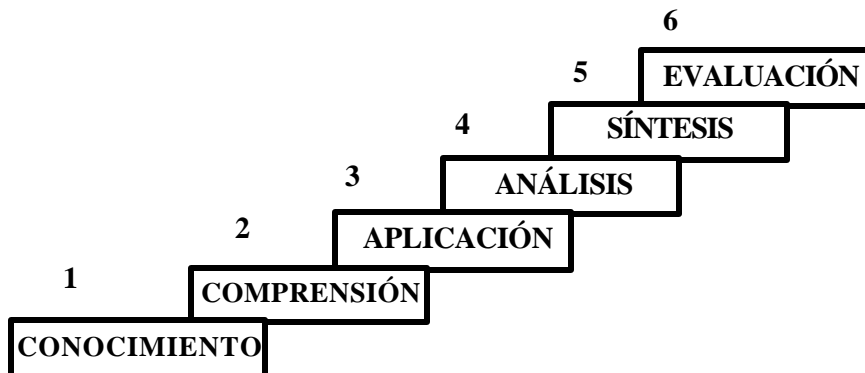 6
EVALUACIÓN
5
SÍNTESIS
4
ANÁLISIS
3
APLICACIÓN
2
COMPRENSIÓN
1
CONOCIMIENTO